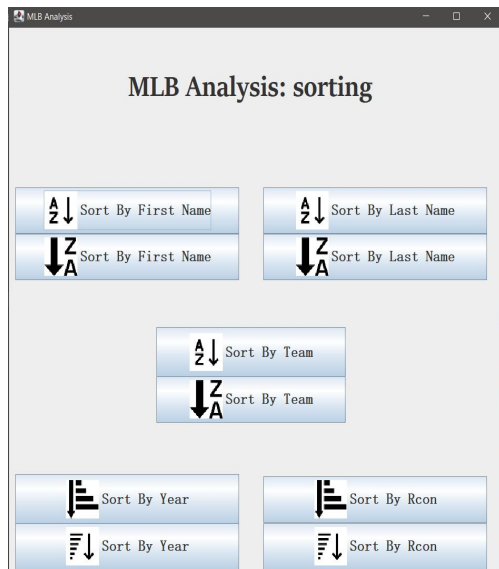 MLB Analysis
MLB Analysis: sorting
A Z Sort By First Name
A Z Sort By Last Name
Z A Sort By First Name
Z A Sort By Last Name
A Z Sort By Team
Z A Sort By Team
Sort By Year
Sort By Rcon
Sort By Year
Sort By Rcon